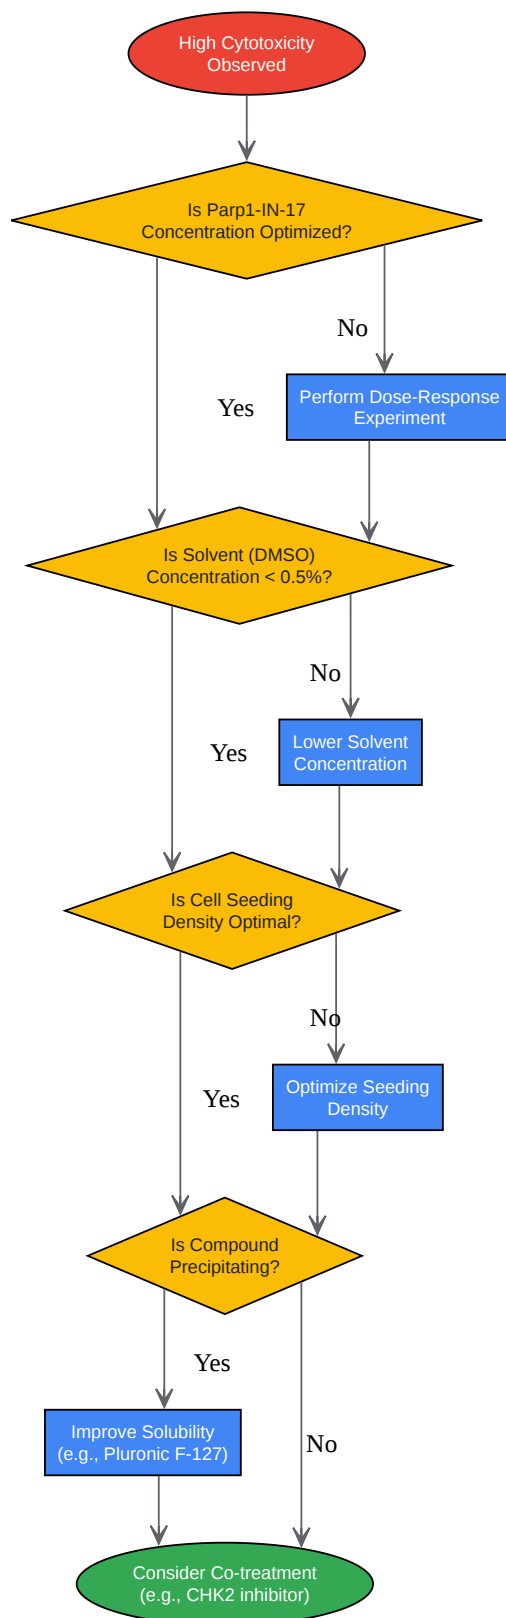 High Cytotoxicity
Observed
Is Parp1-IN-17
Concentration Optimized?
No
Perform Dose-Response
Experiment
Yes
Is Solvent (DMSO)
Concentration < 0.5%?
No
Lower Solvent
Concentration
Yes
Is Cell Seeding
Density Optimal?
No
Optimize Seeding
Density
Yes
Is Compound
Precipitating?
Yes
Improve Solubility
(e.g., Pluronic F-127)
No
Consider Co-treatment
(e.g., CHK2 inhibitor)